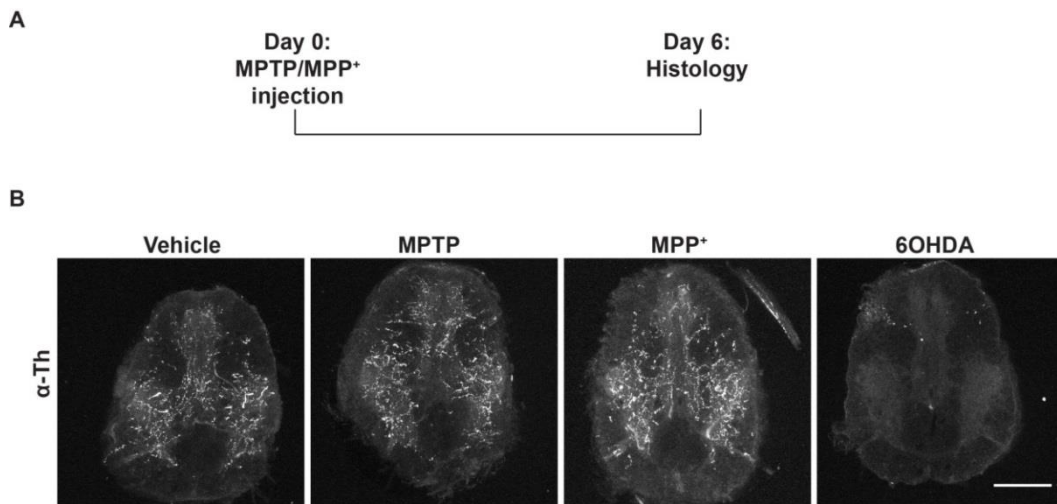 A
Day 0:
MPTP/MPP⁺
injection
Day 6:
Histology
B
Vehicle
MPTP
MPP⁺
6OHDA
α-Th